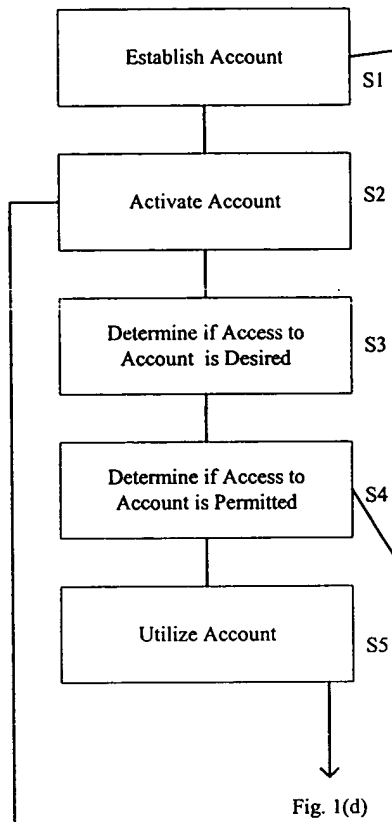 Establish Account
S1
Activate Account
S2
Determine if Access to
Account is Desired
S3
Determine if Access to
Account is Permitted
S4
Utilize Account
S5
Fig. 1(d)